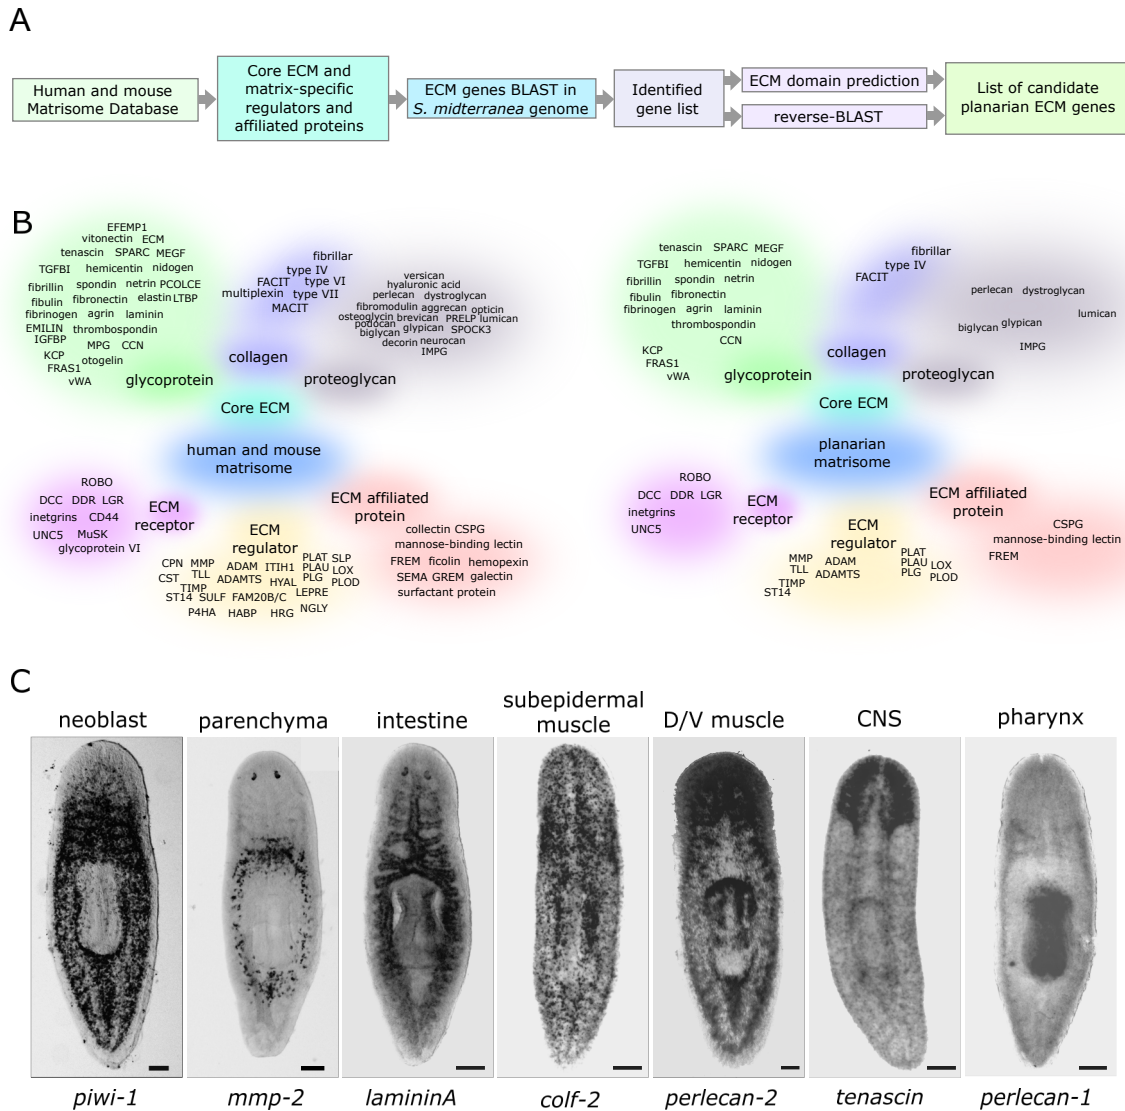 A
Human and mouse
Matrisome Database
Core ECM and
matrix-specific
regulators and
affiliated proteins
ECM genes BLAST in
S. midterranea genome
Identified
gene list
ECM domain prediction
reverse-BLAST
List of candidate
planarian ECM genes
B
EFEMP1
vitonectin ECM
tenascin SPARC MEGF
TGFBI hemicentin nidogen
fibrillin spondin netrin PCOLCE
fibulin fibronectin elastin LTBP
fibrinogen agrin laminin
EMILIN thrombospondin
IGFBP
MPG CCN
KCP
otogelin
FRAS1
vWA
glycoprotein
fibrillar
type IV
FACIT type VI
multiplexin type VII
MACIT
collagen
versican
hyaluronic acid
perlecan dystroglycan
fibromodulin aggrecan opticin
osteoglycin brevican PRELP lumican
podocan
biglycan glypican SPOCK3
decorin neurocan
IMPG
proteoglycan
Core ECM
human and mouse
matrisome
ROBO
DCC DDR LGR
inetgrins CD44
UNC5 MuSK
glycoprotein VI
ECM
receptor
ECM
regulator
CPN MMP ADAM ITIH1 PLAT SLP
CST TLL ADAMTS HYAL PLAU LOX
TIMP PLG PLOD
ST14 SULF FAM20B/C LEPRE
P4HA HABP HRG NGLY
ECM affiliated
protein
collectin CSPG
mannose-binding lectin
FREM ficolin hemopexin
SEMA GREM galectin
surfactant protein
tenascin SPARC MEGF
TGFBI hemicentin nidogen
fibrillin spondin netrin
fibulin fibronectin
fibrinogen agrin laminin
thrombospondin
CCN
KCP
FRAS1
vWA
glycoprotein
fibrillar
type IV
FACIT
collagen
perlecan dystroglycan
lumican
biglycan glypican
IMPG
proteoglycan
Core ECM
planarian
matrisome
ROBO
DCC DDR LGR
inetgrins
UNC5
ECM
receptor
ECM
regulator
MMP ADAM PLAT
TLL ADAMTS PLAU LOX
TIMP PLG PLOD
ST14
ECM affiliated
protein
CSPG
mannose-binding lectin
FREM
C
neoblast
parenchyma
intestine
subepidermal
muscle
D/V muscle
CNS
pharynx
piwi-1
mmp-2
lamininA
colf-2
perlecan-2
tenascin
perlecan-1